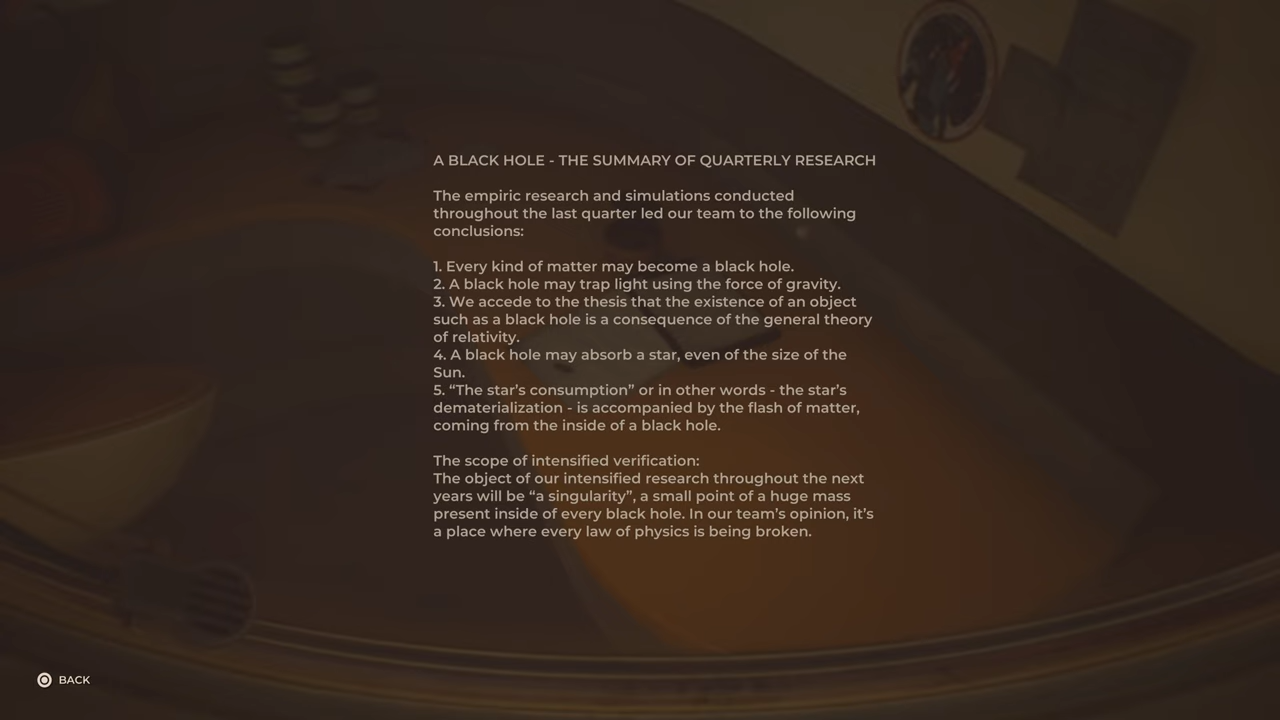 A BLACK HOLE - THE SUMMARY OF QUARTERLY RESEARCH
The empiric research and simulations conducted
throughout the last quarter led our team to the following
conclusions:
1. Every kind of matter may become a black hole.
2. A black hole may trap light using the force of gravity.
3. We accede to the thesis that the existence of an object
such as a black hole is a consequence of the general theory
of relativity.
4. A black hole may absorb a star, even of the size of the
Sun.
5. “The star’s consumption” or in other words - the star’s
dematerialization - is accompanied by the flash of matter,
coming from the inside of a black hole.
The scope of intensified verification:
The object of our intensified research throughout the next
years will be “a singularity”, a small point of a huge mass
present inside of every black hole. In our team’s opinion, it’s
a place where every law of physics is being broken.
BACK